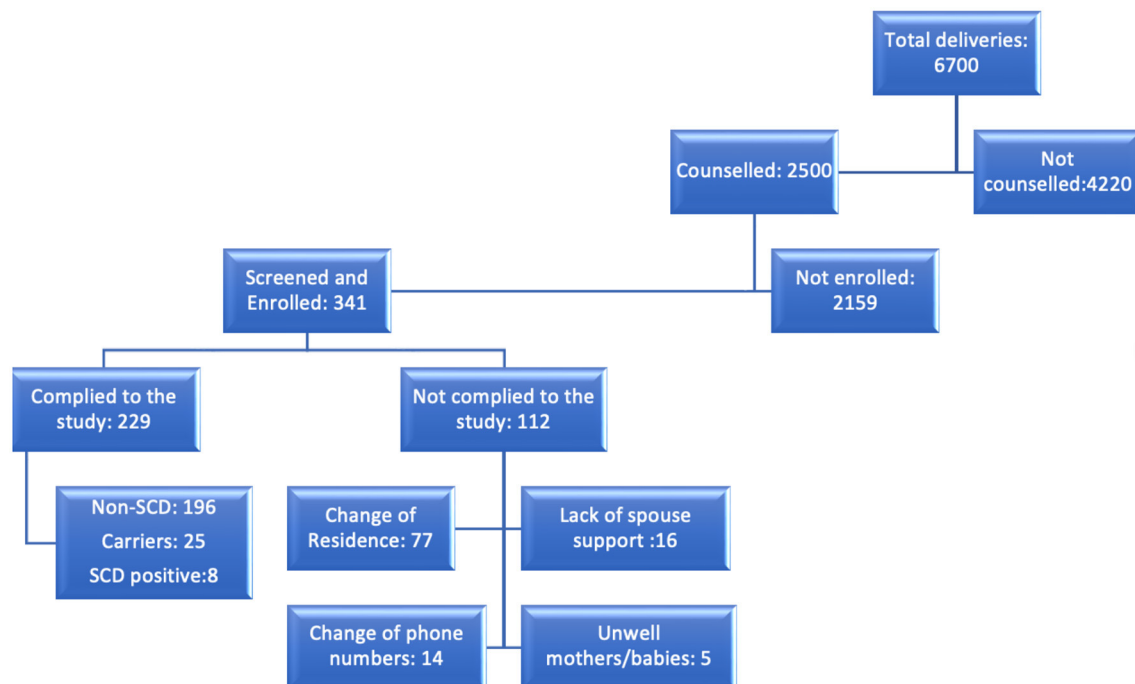 Total deliveries:
6700
Counselled: 2500
Not
counselled:4220
Screened and
Enrolled: 341
Not enrolled:
2159
Complied to the
study: 229
Not complied to the
study: 112
Non-SCD: 196
Carriers: 25
SCD positive:8
Change of
Residence: 77
Lack of spouse
support :16
Change of phone
numbers: 14
Unwell
mothers/babies: 5